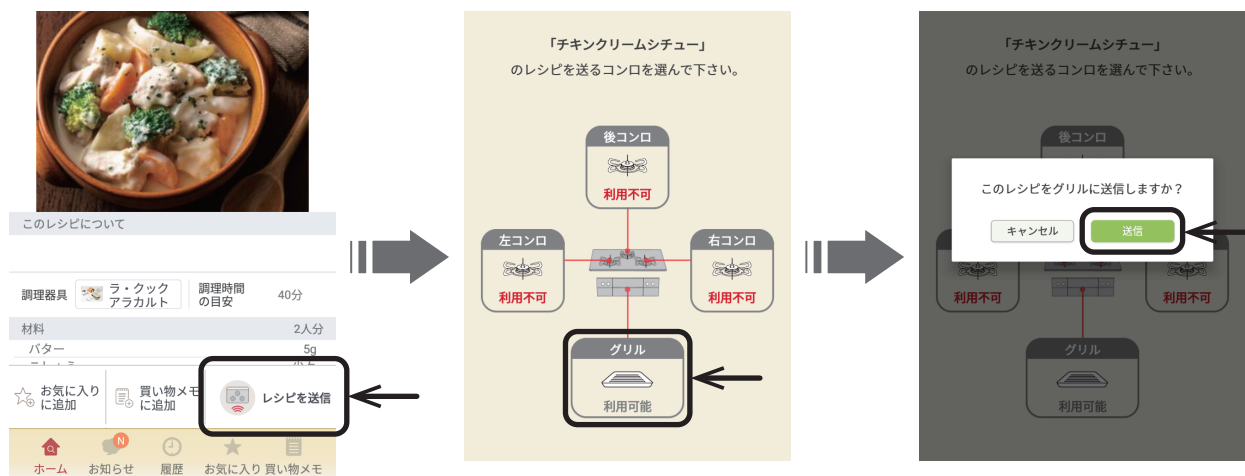 このレシピについて
調理器具
ラ・クック
アラカルト
調理時間
の目安
40分
材料
2人分
バター
5g
お気に入り
に追加
買い物メモ
に追加
レシピを送信
N
ホーム
お知らせ
履歴
お気に入り
買い物メモ
「チキンクリームシチュー」
のレシピを送るコンロを選んで下さい。
後コンロ
利用不可
左コンロ
利用不可
右コンロ
利用不可
グリル
利用可能
「チキンクリームシチュー」
のレシピを送るコンロを選んで下さい。
後コンロ
このレシピをグリルに送信しますか？
キャンセル
送信
利用不可
利用不可
グリル
利用可能